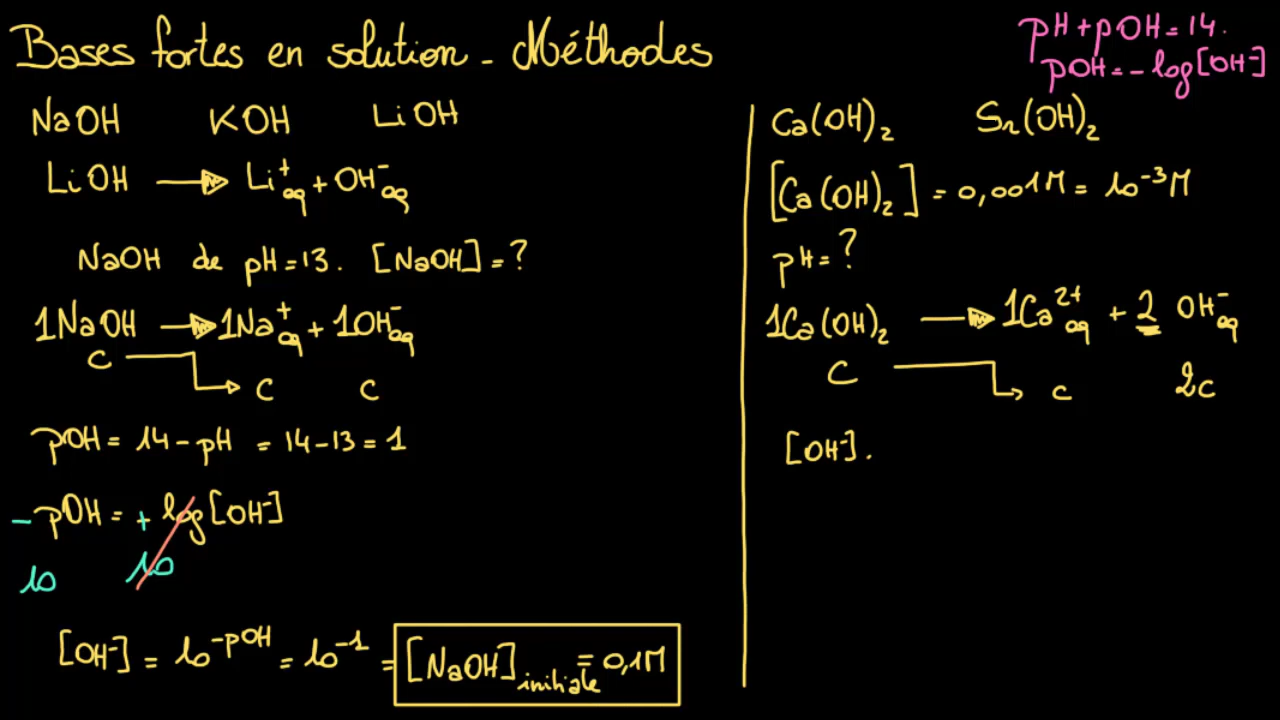 Bases fortes en solution - Méthodes
pH + pOH = 14.
pOH = - log [OH⁻]
NaOH KOH LiOH
LiOH → Li⁺aq + OH⁻aq
NaOH de pH = 13. [NaOH] = ?
1NaOH → 1Na⁺aq + 1OH⁻aq
C C C
pOH = 14 - pH = 14 - 13 = 1
- pOH = + log [OH⁻]
10 10
[OH⁻] = 10⁻ᵖᴼᴴ = 10⁻¹ = [NaOH]initiale = 0,1M
Ca(OH)₂ Sr(OH)₂
[Ca(OH)₂] = 0,001M = 10⁻³M
pH = ?
1Ca(OH)₂ → 1Ca²⁺aq + 2 OH⁻aq
C c 2c
[OH⁻].